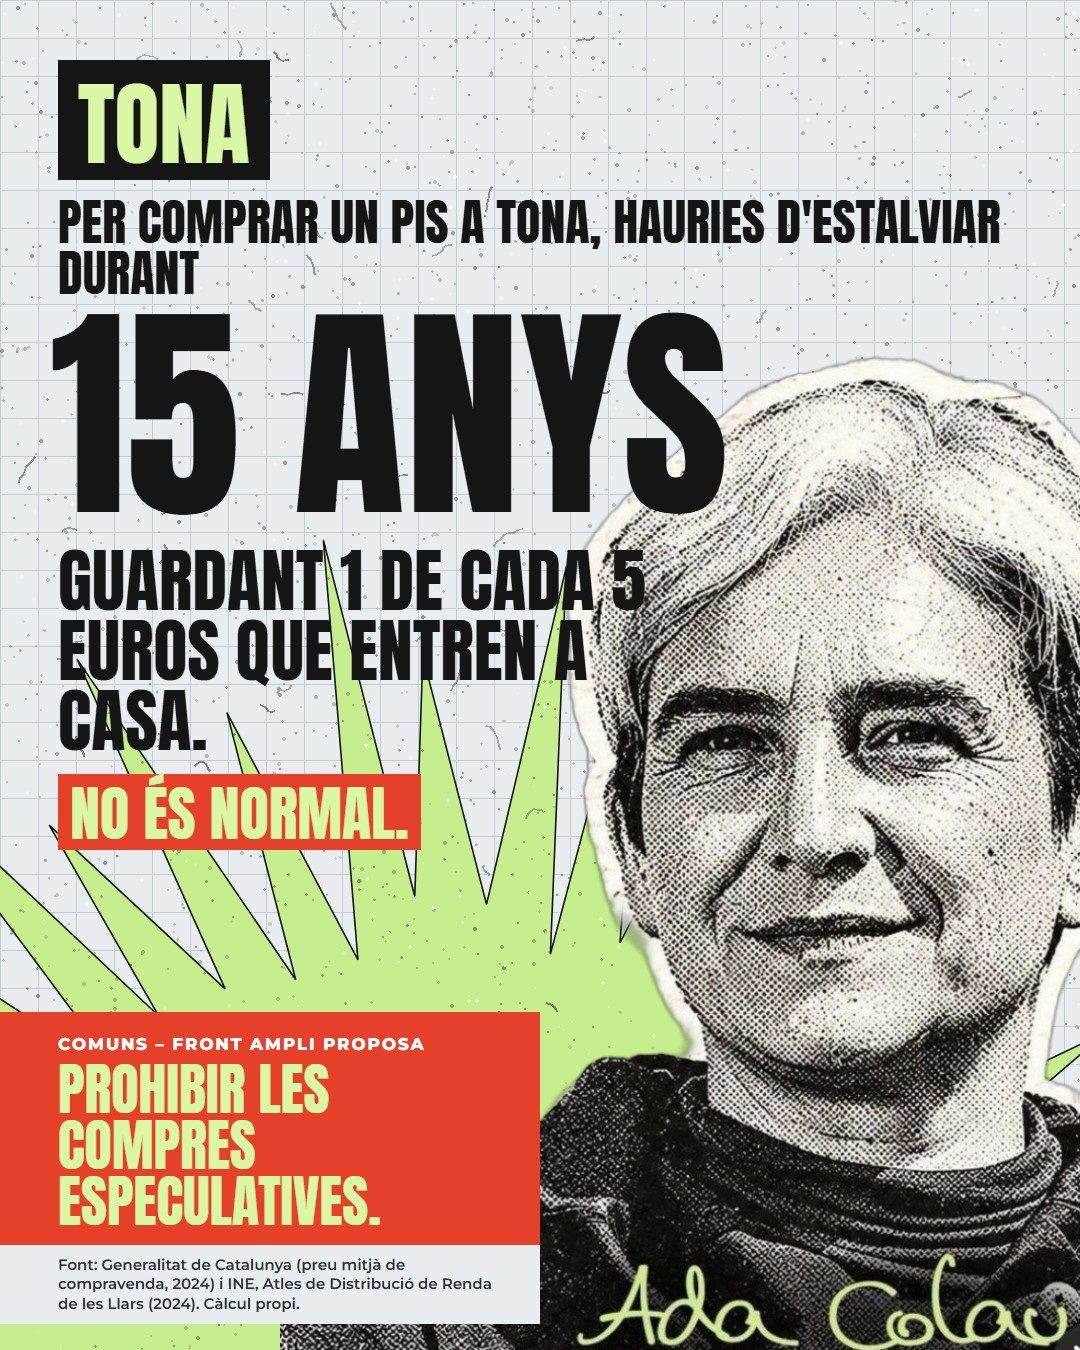 TONA
PER COMPRAR UN PIS A TONA, HAURIES D'ESTALVIAR
DURANT
15 ANYS
GUARDANT 1 DE CADA 5
EUROS QUE ENTREN A
CASA.
NO ÉS NORMAL.
COMUNS – FRONT AMPLI PROPOSA
PROHIBIR LES
COMPRES
ESPECULATIVES.
Font: Generalitat de Catalunya (preu mitjà de
compravenda, 2024) i INE, Atles de Distribució de Renda
de les Llars (2024). Càlcul propi.
Ada Colau